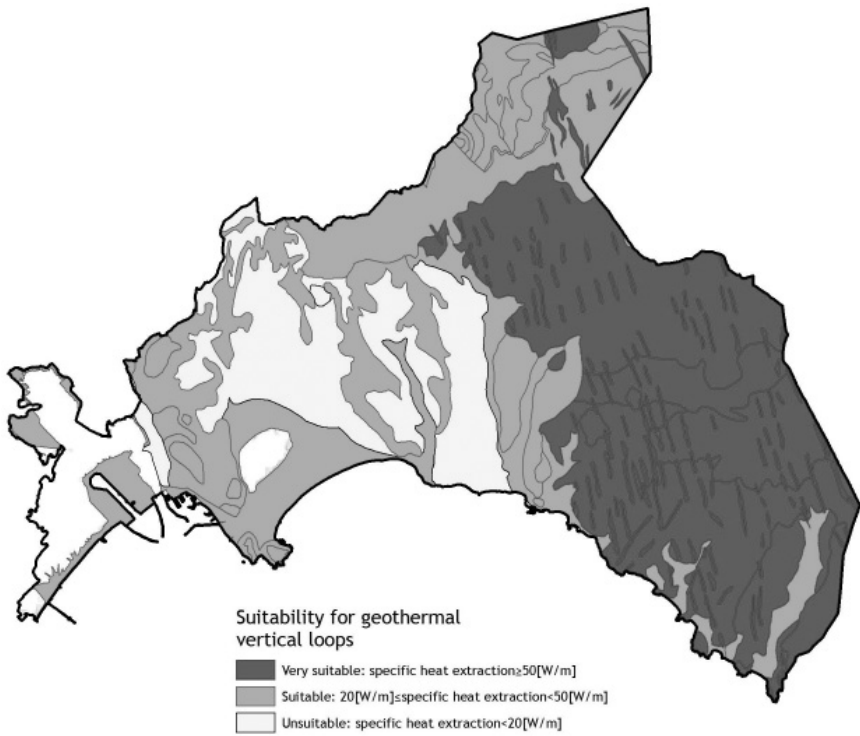 Suitability for geothermal
vertical loops
Very suitable: specific heat extraction≥50[W/m]
Suitable: 20[W/m]≤specific heat extraction<50[W/m]
Unsuitable: specific heat extraction<20[W/m]